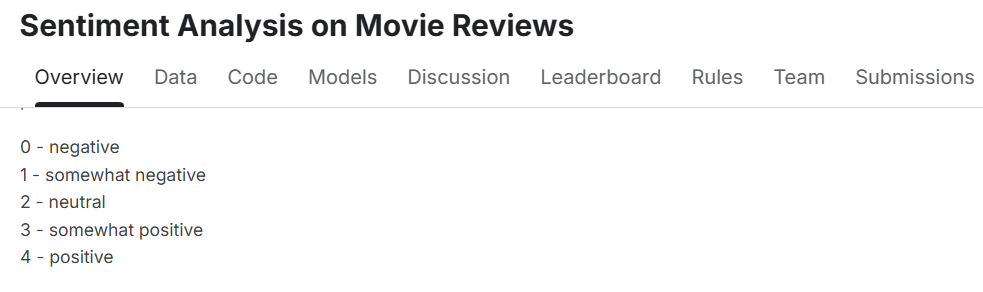 Sentiment Analysis on Movie Reviews
Overview Data Code Models Discussion Leaderboard Rules Team Submissions
0 - negative
1 - somewhat negative
2 - neutral
3 - somewhat positive
4 - positive